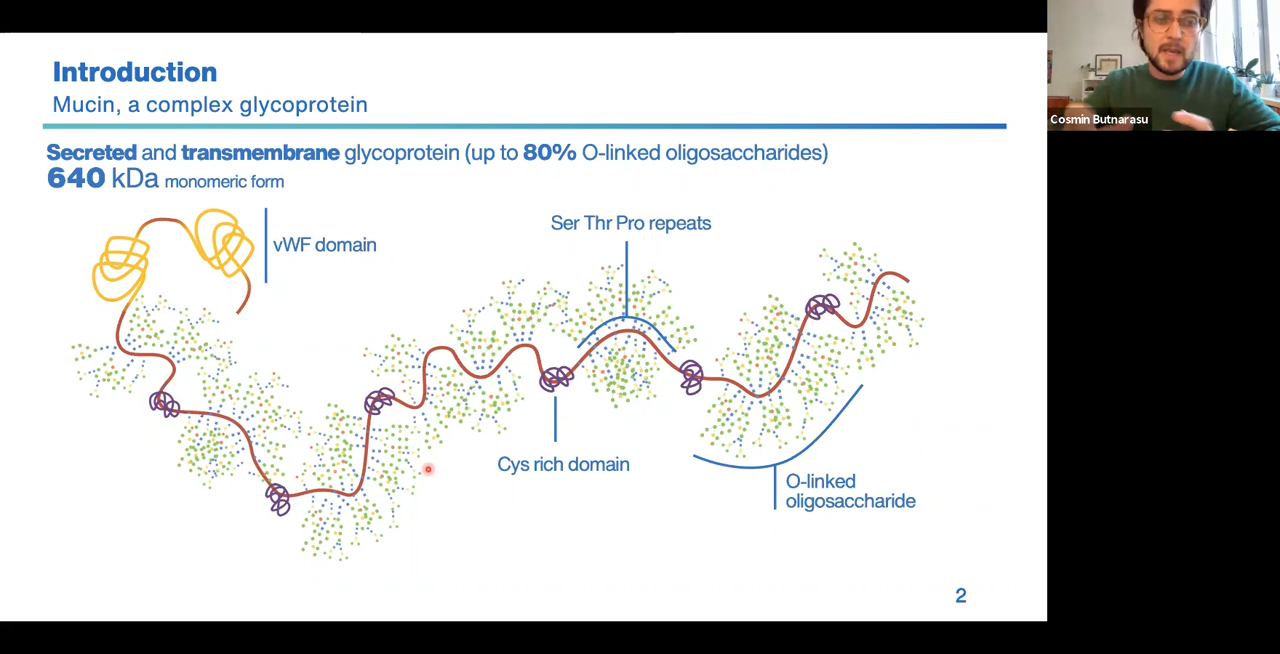 Introduction
Mucin, a complex glycoprotein
Secreted and transmembrane glycoprotein (up to 80% O-linked oligosaccharides)
640 kDa monomeric form
vWF domain
Ser Thr Pro repeats
Cys rich domain
O-linked
oligosaccharide
2
Cosmin Butnarasu